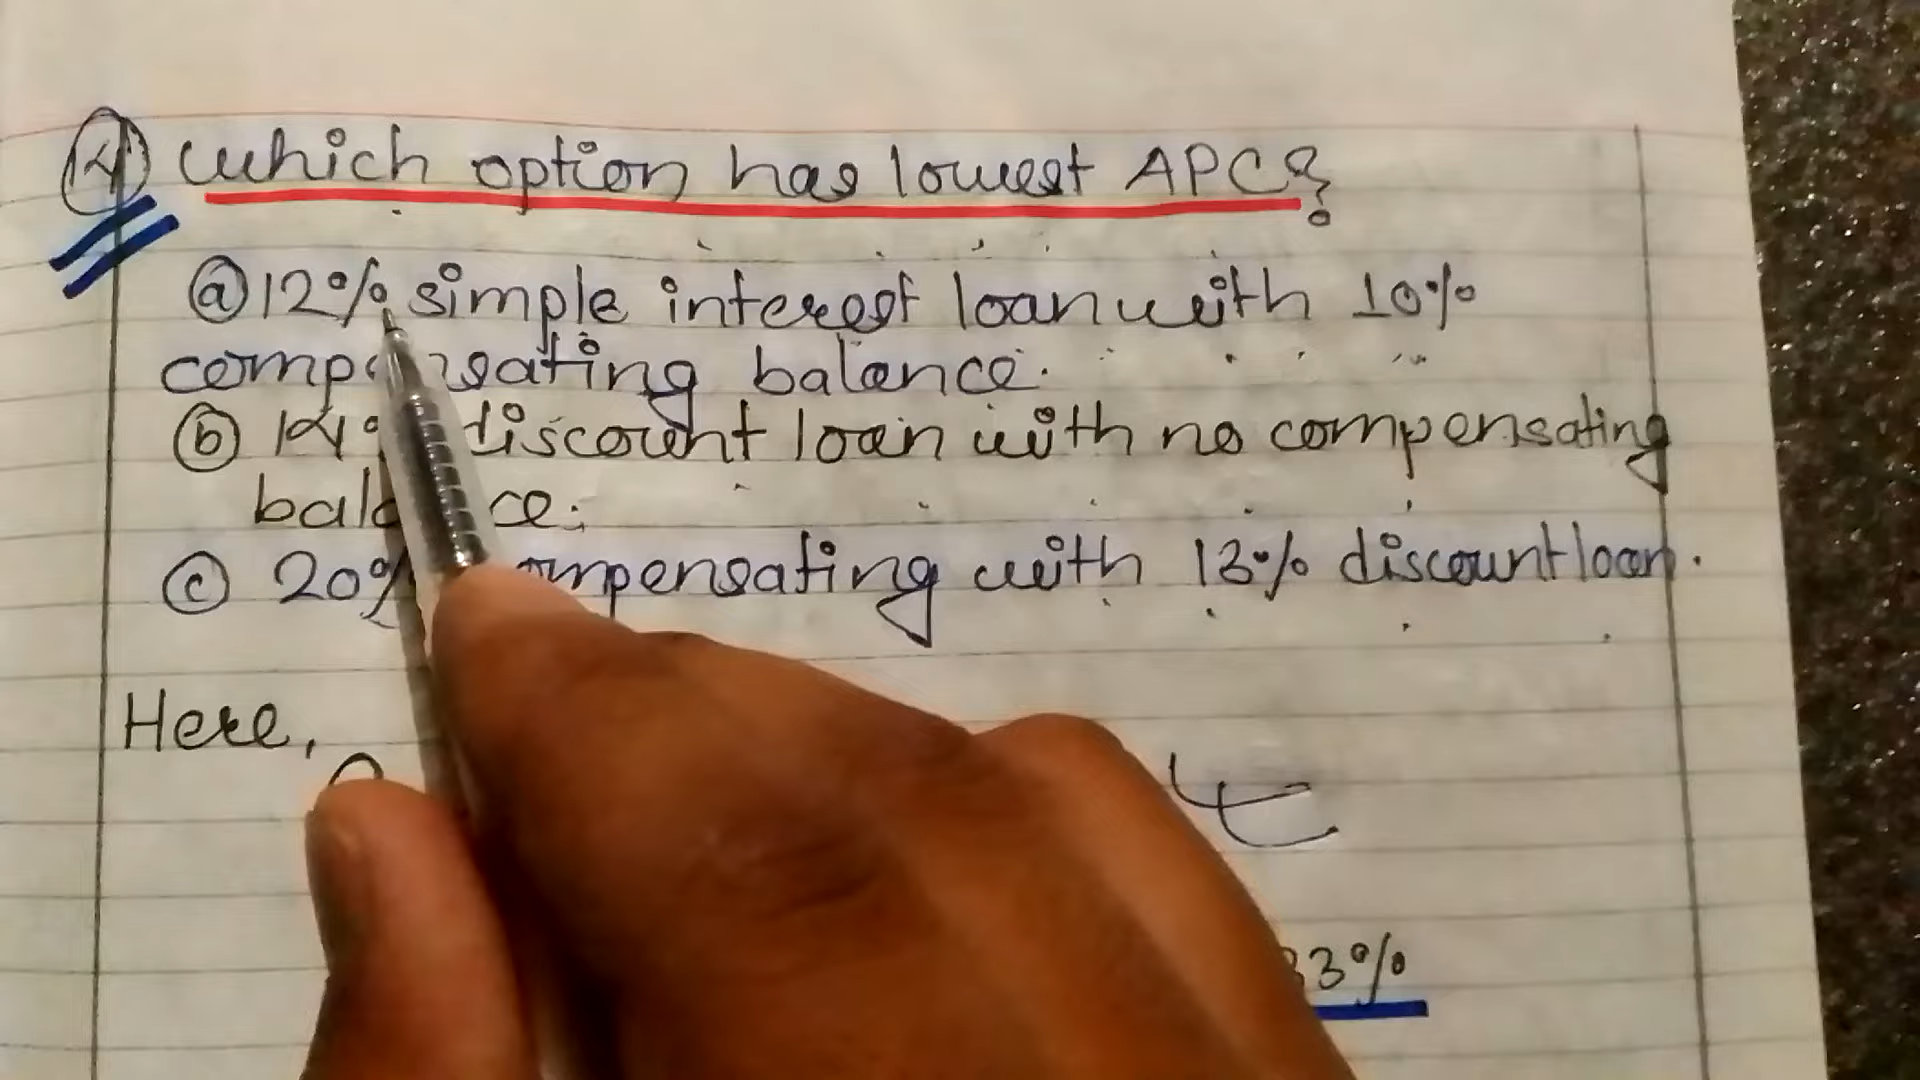 14 Which option has lowest APC?
a 12% simple interest loan with 10%
balance.
b discount loan with no compensating
c with 13% discount loan.
Here,
33%